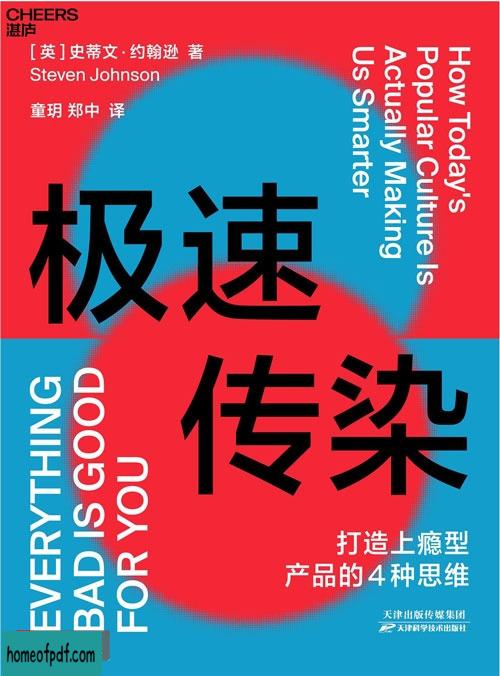 CHEERS
湛庐
［英］史蒂文·约翰逊 著
Steven Johnson
童玥 郑中 译
How Today's
Popular Culture Is
Actually Making
Us Smarter
极速
传染
EVERYTHING
BAD IS GOOD
FOR YOU
打造上瘾型
产品的4种思维
天津出版传媒集团
天津科学技术出版社
homeofpdf.com